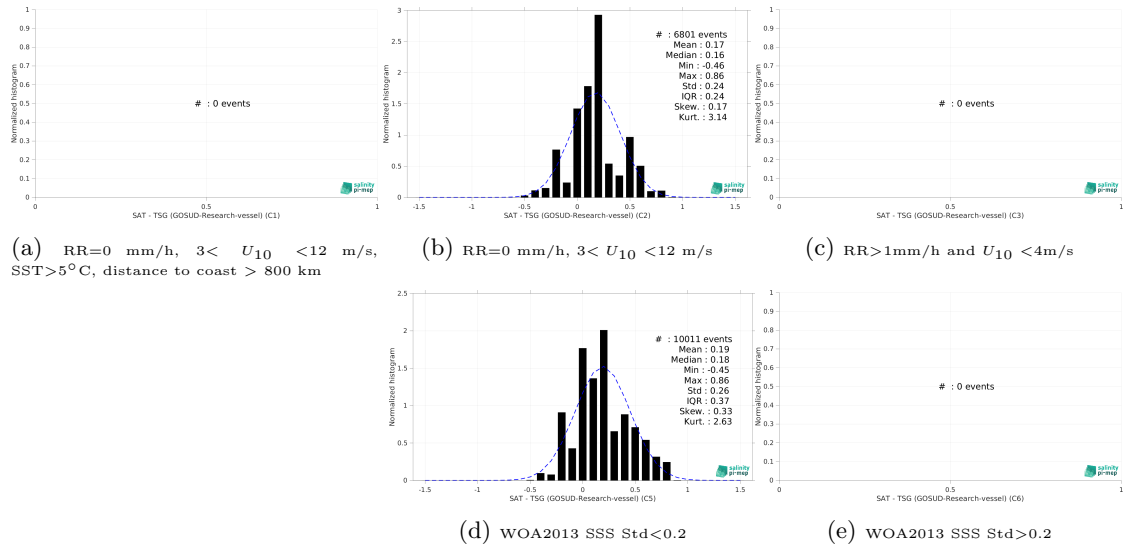 1
0.9
0.8
0.7
0.6
0.5
0.4
0.3
0.2
0.1
0
Normalized histogram
# : 0 events
salinity
pi-mep
0 1
SAT - TSG (GOSUD-Research-vessel) (C1)
(a) RR=0 mm/h, 3< U10 <12 m/s,
SST>5°C, distance to coast > 800 km
3
2.5
2
1.5
1
0.5
0
Normalized histogram
# : 6801 events
Mean : 0.17
Median : 0.16
Min : -0.46
Max : 0.86
Std : 0.24
IQR : 0.24
Skew. : 0.17
Kurt. : 3.14
salinity
pi-mep
-1.5 -1 -0.5 0 0.5 1 1.5
SAT - TSG (GOSUD-Research-vessel) (C2)
(b) RR=0 mm/h, 3< U10 <12 m/s
1
0.9
0.8
0.7
0.6
0.5
0.4
0.3
0.2
0.1
0
Normalized histogram
# : 0 events
salinity
pi-mep
0 1
SAT - TSG (GOSUD-Research-vessel) (C3)
(c) RR>1mm/h and U10 <4m/s
2.5
2
1.5
1
0.5
0
Normalized histogram
# : 10011 events
Mean : 0.19
Median : 0.18
Min : -0.45
Max : 0.86
Std : 0.26
IQR : 0.37
Skew. : 0.33
Kurt. : 2.63
salinity
pi-mep
-1.5 -1 -0.5 0 0.5 1 1.5
SAT - TSG (GOSUD-Research-vessel) (C5)
(d) WOA2013 SSS Std<0.2
1
0.9
0.8
0.7
0.6
0.5
0.4
0.3
0.2
0.1
0
Normalized histogram
# : 0 events
salinity
pi-mep
0 1
SAT - TSG (GOSUD-Research-vessel) (C6)
(e) WOA2013 SSS Std>0.2